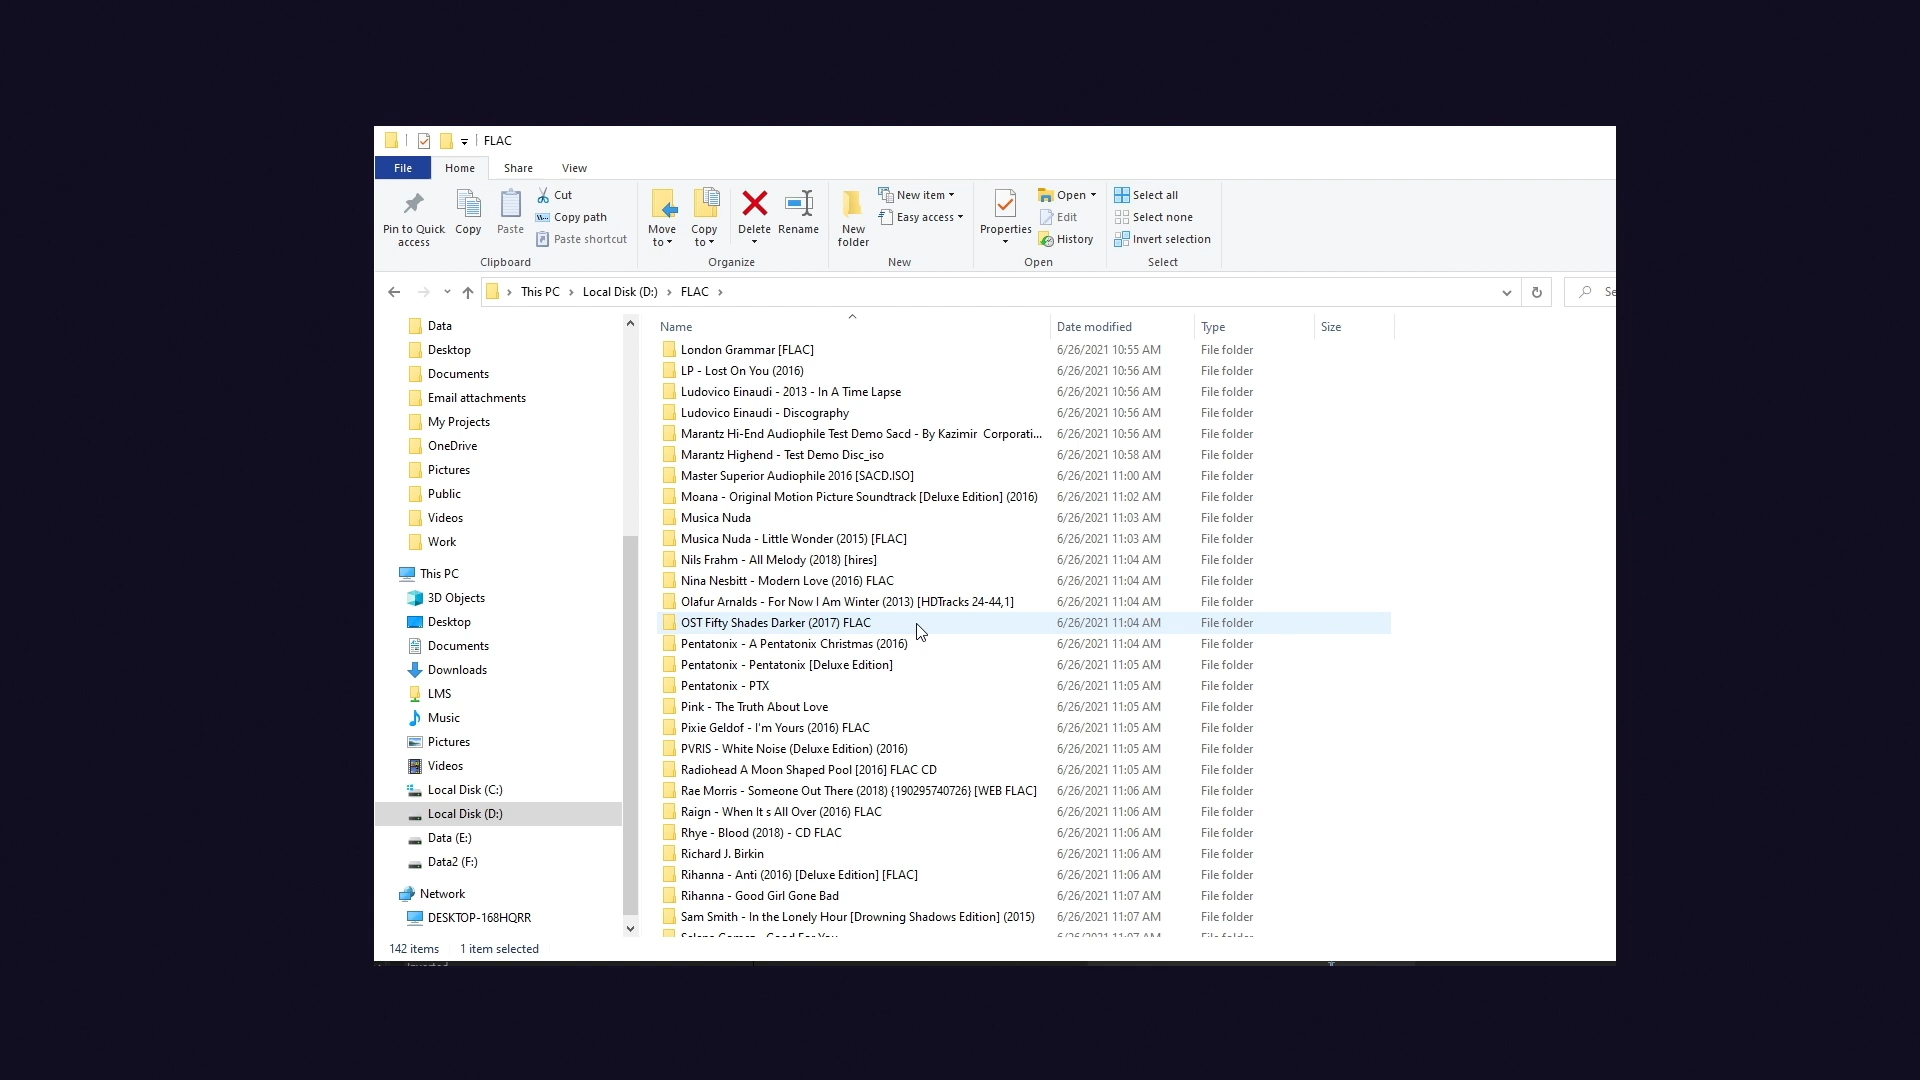 FLAC
File Home Share View
Pin to Quick access
Copy
Paste
Cut
Copy path
Paste shortcut
Clipboard
Move to
Copy to
Delete
Rename
Organize
New folder
New item
Easy access
New
Properties
Open
Edit
History
Open
Select all
Select none
Invert selection
Select
This PC > Local Disk (D:) > FLAC >
Se
Data
Desktop
Documents
Email attachments
My Projects
OneDrive
Pictures
Public
Videos
Work
This PC
3D Objects
Desktop
Documents
Downloads
LMS
Music
Pictures
Videos
Local Disk (C:)
Local Disk (D:)
Data (E:)
Data2 (F:)
Network
DESKTOP-168HQRR
Name Date modified Type Size
London Grammar [FLAC] 6/26/2021 10:55 AM File folder
LP - Lost On You (2016) 6/26/2021 10:56 AM File folder
Ludovico Einaudi - 2013 - In A Time Lapse 6/26/2021 10:56 AM File folder
Ludovico Einaudi - Discography 6/26/2021 10:56 AM File folder
Marantz Hi-End Audiophile Test Demo Sacd - By Kazimir Corporati... 6/26/2021 10:56 AM File folder
Marantz Highend - Test Demo Disc_iso 6/26/2021 10:58 AM File folder
Master Superior Audiophile 2016 [SACD.ISO] 6/26/2021 11:00 AM File folder
Moana - Original Motion Picture Soundtrack [Deluxe Edition] (2016) 6/26/2021 11:02 AM File folder
Musica Nuda 6/26/2021 11:03 AM File folder
Musica Nuda - Little Wonder (2015) [FLAC] 6/26/2021 11:03 AM File folder
Nils Frahm - All Melody (2018) [hires] 6/26/2021 11:04 AM File folder
Nina Nesbitt - Modern Love (2016) FLAC 6/26/2021 11:04 AM File folder
Olafur Arnalds - For Now I Am Winter (2013) [HDTracks 24-44,1] 6/26/2021 11:04 AM File folder
OST Fifty Shades Darker (2017) FLAC 6/26/2021 11:04 AM File folder
Pentatonix - A Pentatonix Christmas (2016) 6/26/2021 11:04 AM File folder
Pentatonix - Pentatonix [Deluxe Edition] 6/26/2021 11:05 AM File folder
Pentatonix - PTX 6/26/2021 11:05 AM File folder
Pink - The Truth About Love 6/26/2021 11:05 AM File folder
Pixie Geldof - I'm Yours (2016) FLAC 6/26/2021 11:05 AM File folder
PVRIS - White Noise (Deluxe Edition) (2016) 6/26/2021 11:05 AM File folder
Radiohead A Moon Shaped Pool [2016] FLAC CD 6/26/2021 11:05 AM File folder
Rae Morris - Someone Out There (2018) {190295740726} [WEB FLAC] 6/26/2021 11:06 AM File folder
Raign - When It s All Over (2016) FLAC 6/26/2021 11:06 AM File folder
Rhye - Blood (2018) - CD FLAC 6/26/2021 11:06 AM File folder
Richard J. Birkin 6/26/2021 11:06 AM File folder
Rihanna - Anti (2016) [Deluxe Edition] [FLAC] 6/26/2021 11:06 AM File folder
Rihanna - Good Girl Gone Bad 6/26/2021 11:07 AM File folder
Sam Smith - In the Lonely Hour [Drowning Shadows Edition] (2015) 6/26/2021 11:07 AM File folder
Selena Gomez - Good For You 6/26/2021 11:07 AM File folder
142 items 1 item selected